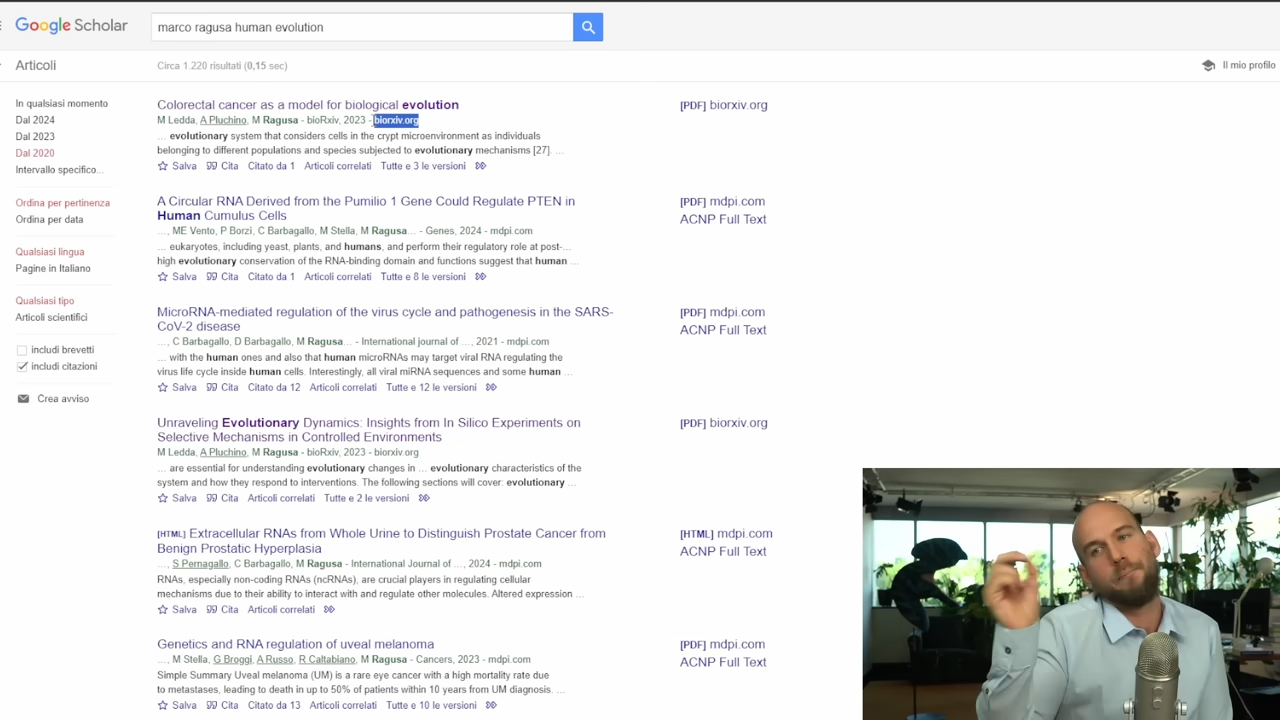 Google Scholar
marco ragusa human evolution
Articoli
Circa 1.220 risultati (0,15 sec)
Il mio profilo
In qualsiasi momento
Dal 2024
Dal 2023
Dal 2020
Intervallo specifico...
Ordina per pertinenza
Ordina per data
Qualsiasi lingua
Pagine in Italiano
Qualsiasi tipo
Articoli scientifici
includi brevetti
includi citazioni
Crea avviso
Colorectal cancer as a model for biological evolution
M Ledda, A Pluchino, M Ragusa - bioRxiv, 2023 - biorxiv.org
... evolutionary system that considers cells in the crypt microenvironment as individuals
belonging to different populations and species subjected to evolutionary mechanisms [27]. ...
Salva Cita Citato da 1 Articoli correlati Tutte e 3 le versioni
[PDF] biorxiv.org
A Circular RNA Derived from the Pumilio 1 Gene Could Regulate PTEN in
Human Cumulus Cells
..., ME Vento, P Borzi, C Barbagallo, M Stella, M Ragusa... - Genes, 2024 - mdpi.com
... eukaryotes, including yeast, plants, and humans, and perform their regulatory role at post-...
high evolutionary conservation of the RNA-binding domain and functions suggest that human ...
Salva Cita Citato da 1 Articoli correlati Tutte e 8 le versioni
[PDF] mdpi.com
ACNP Full Text
MicroRNA-mediated regulation of the virus cycle and pathogenesis in the SARS-
CoV-2 disease
..., C Barbagallo, D Barbagallo, M Ragusa... - International journal of ..., 2021 - mdpi.com
... with the human ones and also that human microRNAs may target viral RNA regulating the
virus life cycle inside human cells. Interestingly, all viral miRNA sequences and some human ...
Salva Cita Citato da 12 Articoli correlati Tutte e 12 le versioni
[PDF] mdpi.com
ACNP Full Text
Unraveling Evolutionary Dynamics: Insights from In Silico Experiments on
Selective Mechanisms in Controlled Environments
M Ledda, A Pluchino, M Ragusa - bioRxiv, 2023 - biorxiv.org
... are essential for understanding evolutionary changes in ... evolutionary characteristics of the
system and how they respond to interventions. The following sections will cover: evolutionary ...
Salva Cita Articoli correlati Tutte e 2 le versioni
[PDF] biorxiv.org
[HTML] Extracellular RNAs from Whole Urine to Distinguish Prostate Cancer from
Benign Prostatic Hyperplasia
..., S Pernagallo, C Barbagallo, M Ragusa - International Journal of ..., 2024 - mdpi.com
RNAs, especially non-coding RNAs (ncRNAs), are crucial players in regulating cellular
mechanisms due to their ability to interact with and regulate other molecules. Altered expression ...
Salva Cita Articoli correlati
[HTML] mdpi.com
ACNP Full Text
Genetics and RNA regulation of uveal melanoma
..., M Stella, G Broggi, A Russo, R Caltabiano, M Ragusa - Cancers, 2023 - mdpi.com
Simple Summary Uveal melanoma (UM) is a rare eye cancer with a high mortality rate due
to metastases, leading to death in up to 50% of patients within 10 years from UM diagnosis. ...
Salva Cita Citato da 13 Articoli correlati Tutte e 10 le versioni
[PDF] mdpi.com
ACNP Full Text